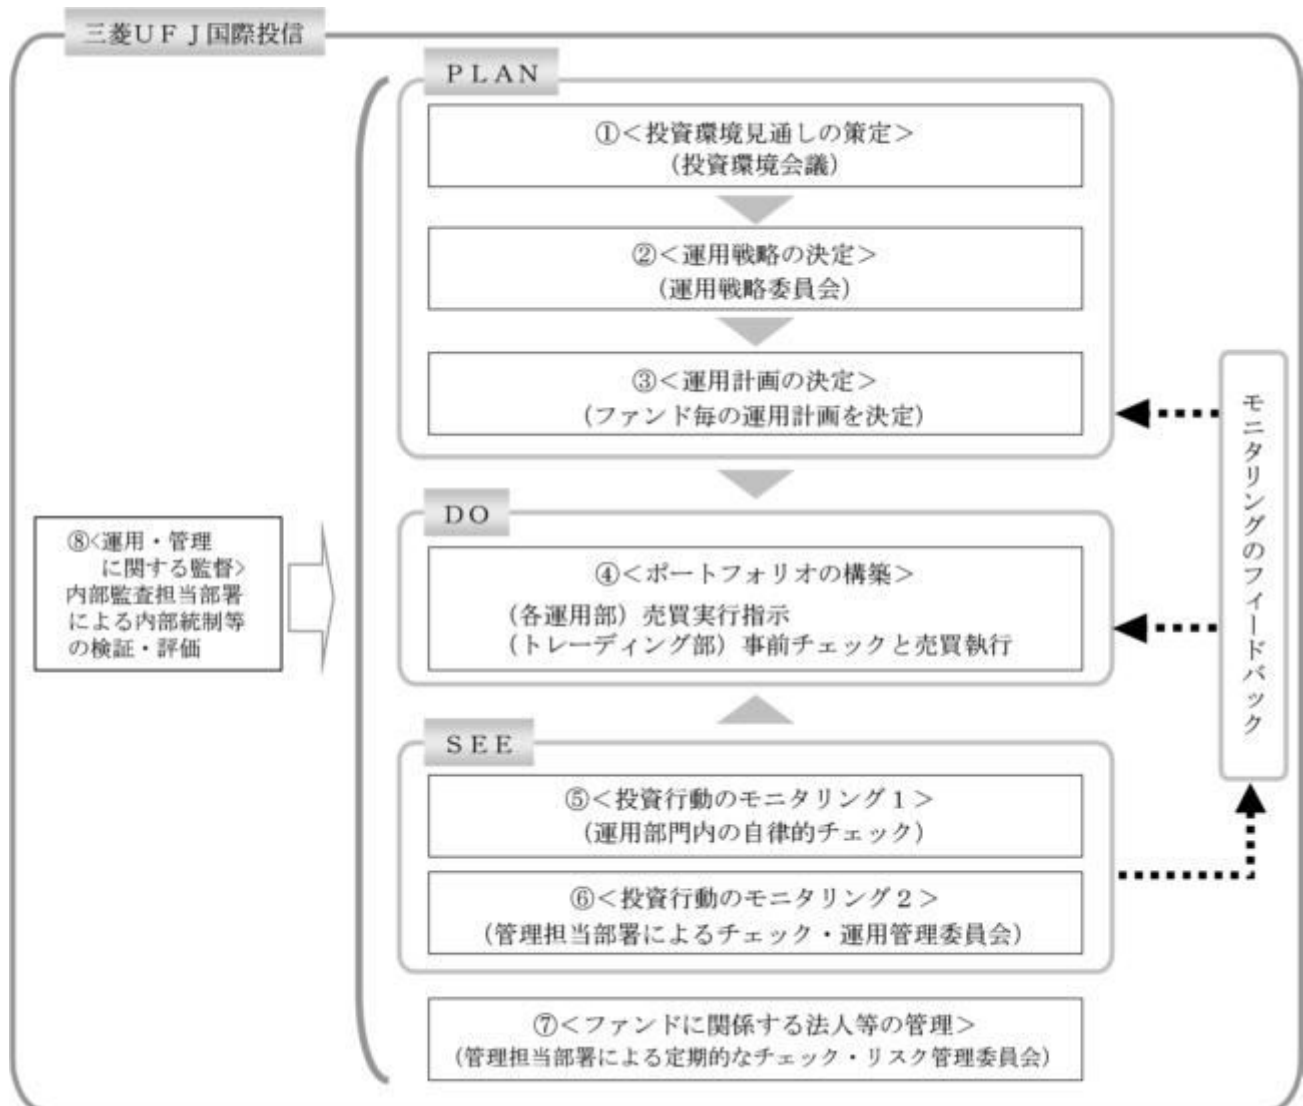 三菱ＵＦＪ国際投信
ＰＬＡＮ
①＜投資環境見通しの策定＞
（投資環境会議）
②＜運用戦略の決定＞
（運用戦略委員会）
③＜運用計画の決定＞
（ファンド毎の運用計画を決定）
ＤＯ
④＜ポートフォリオの構築＞
（各運用部）売買実行指示
（トレーディング部）事前チェックと売買執行
ＳＥＥ
⑤＜投資行動のモニタリング１＞
（運用部門内の自律的チェック）
⑥＜投資行動のモニタリング２＞
（管理担当部署によるチェック・運用管理委員会）
⑦＜ファンドに関係する法人等の管理＞
（管理担当部署による定期的なチェック・リスク管理委員会）
⑧<運用・管理
に関する監督>
内部監査担当部署
による内部統制等
の検証・評価
モニタリングのフィードバック